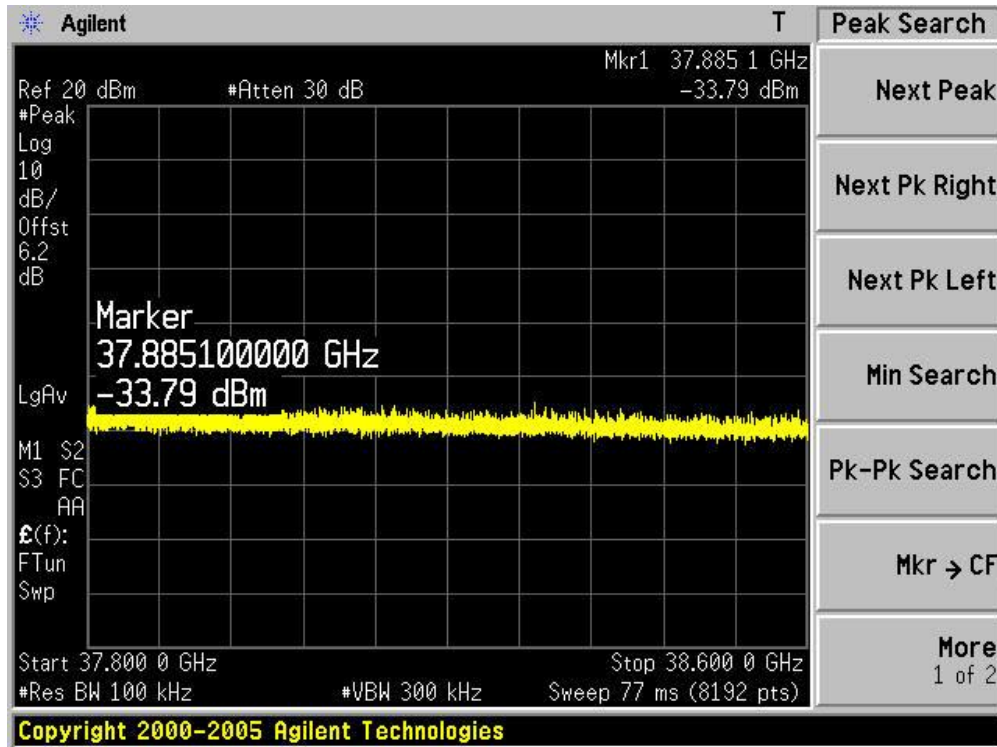 Agilent T Peak Search
Mkr1 37.885 1 GHz
Ref 20 dBm #Atten 30 dB -33.79 dBm
#Peak
Log
10
dB/
Offst
6.2
dB
Marker
37.885100000 GHz
-33.79 dBm
LgAv
M1 S2
S3 FC
AA
£(f):
FTun
Swp
Start 37.800 0 GHz Stop 38.600 0 GHz
#Res BW 100 kHz #VBW 300 kHz Sweep 77 ms (8192 pts)
Copyright 2000-2005 Agilent Technologies
Next Peak
Next Pk Right
Next Pk Left
Min Search
Pk-Pk Search
Mkr → CF
More
1 of 2